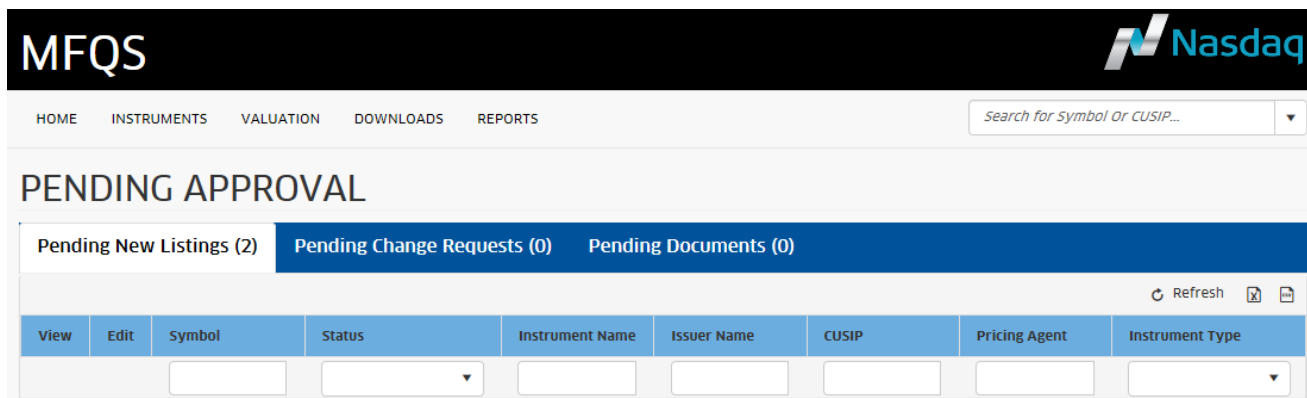 MFQS
Nasdaq
HOME INSTRUMENTS VALUATION DOWNLOADS REPORTS Search for Symbol Or CUSIP...
PENDING APPROVAL
Pending New Listings (2) Pending Change Requests (0) Pending Documents (0)
Refresh
View Edit Symbol Status Instrument Name Issuer Name CUSIP Pricing Agent Instrument Type